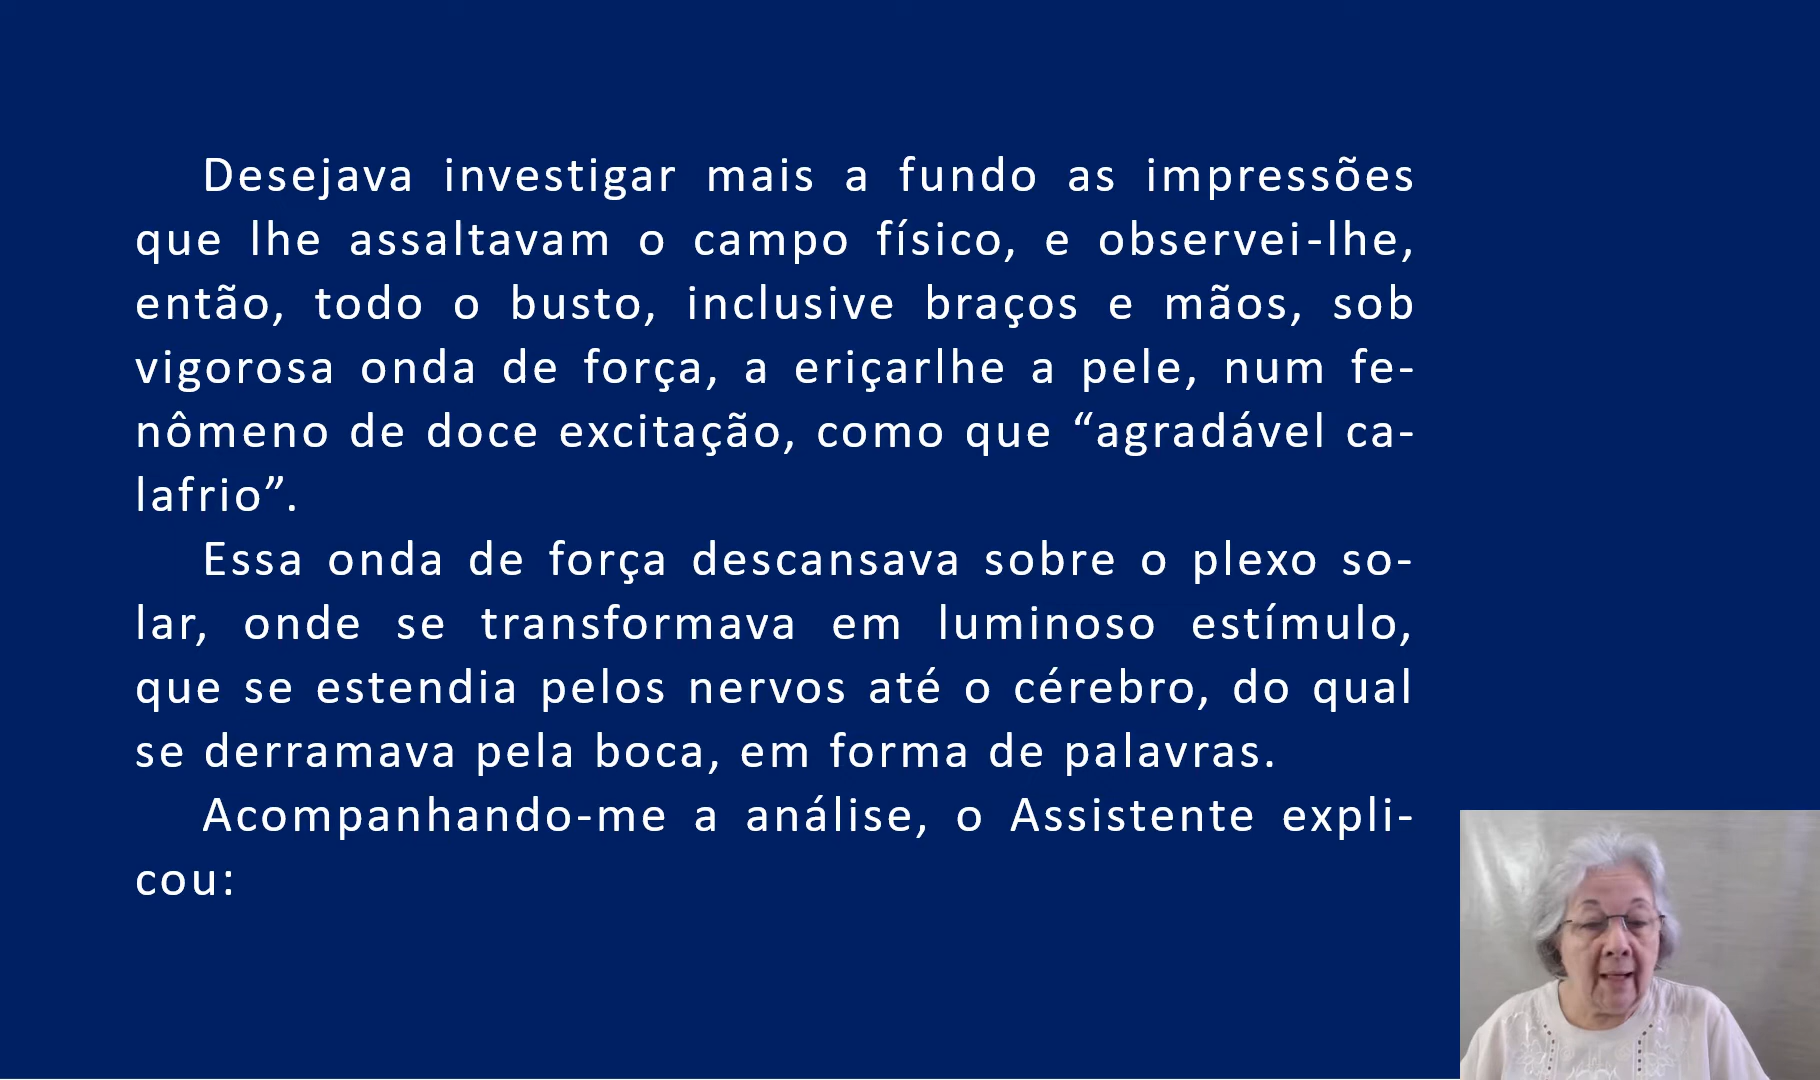 Desejava investigar mais a fundo as impressões
que lhe assaltavam o campo físico, e observei-lhe,
então, todo o busto, inclusive braços e mãos, sob
vigorosa onda de força, a eriçarlhe a pele, num fe-
nômeno de doce excitação, como que “agradável ca-
lafrio”.
Essa onda de força descansava sobre o plexo so-
lar, onde se transformava em luminoso estímulo,
que se estendia pelos nervos até o cérebro, do qual
se derramava pela boca, em forma de palavras.
Acompanhando-me a análise, o Assistente expli-
cou: